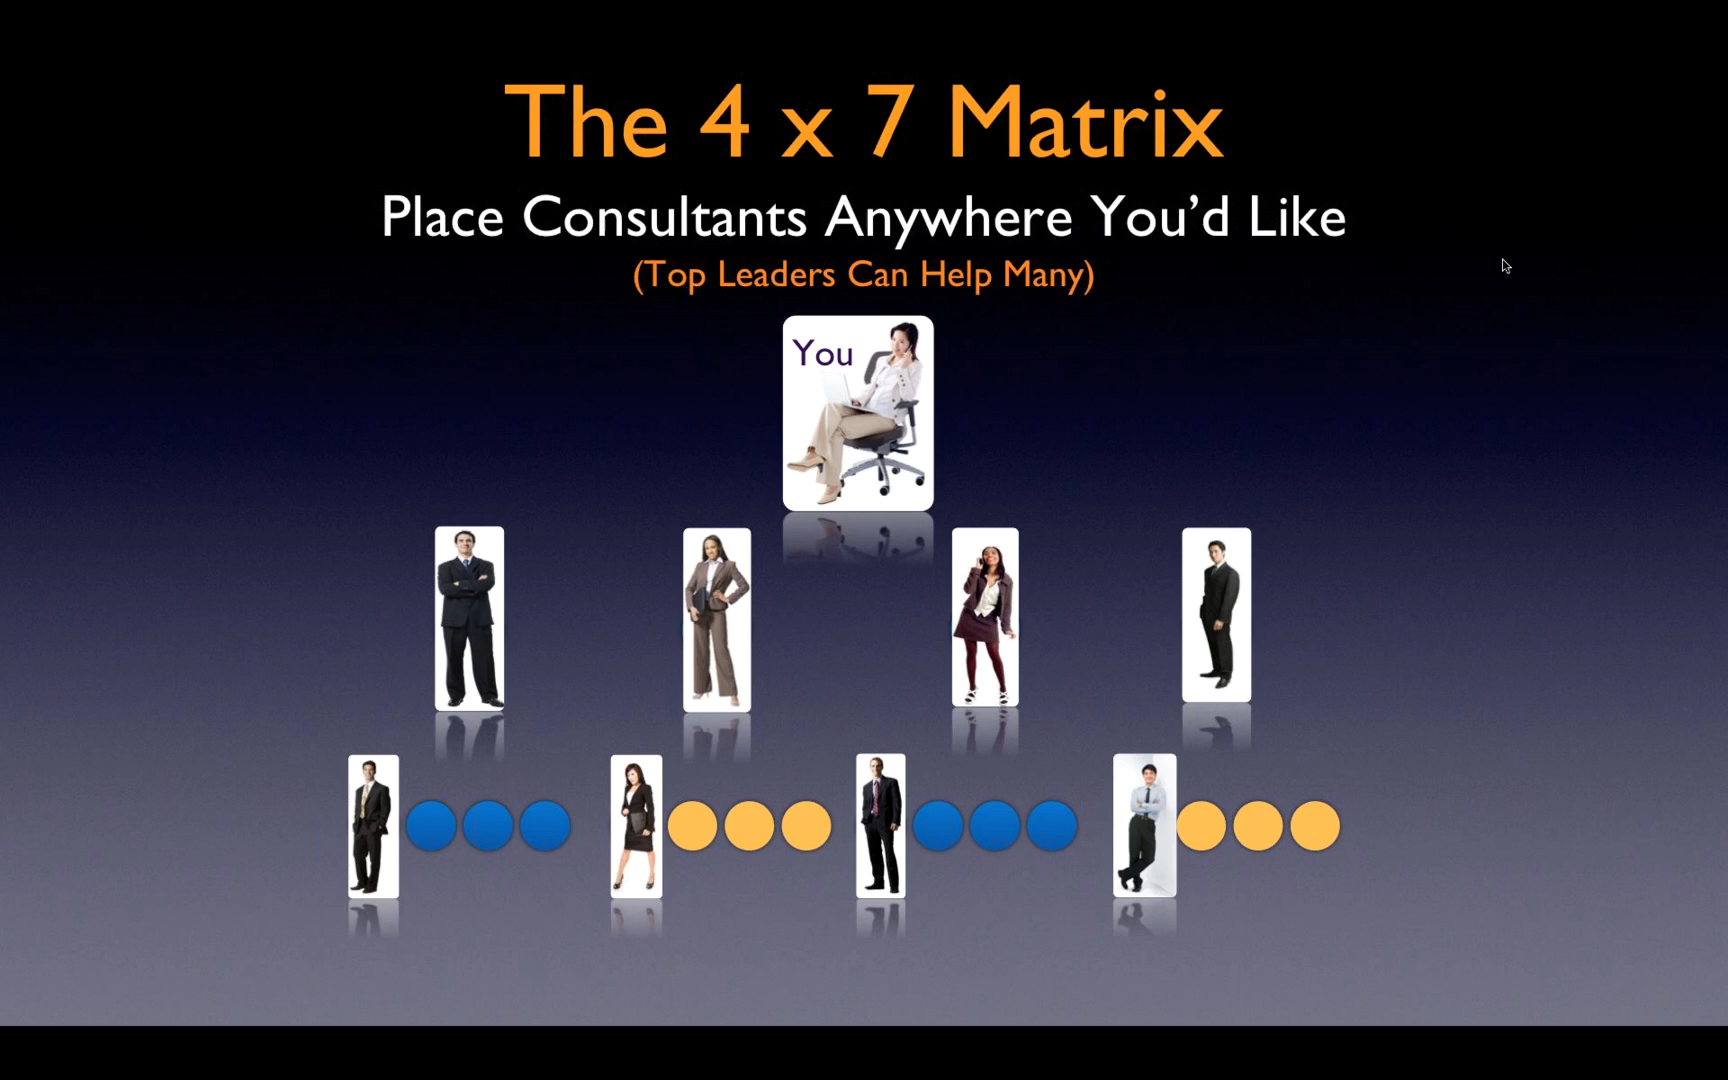 The 4 x 7 Matrix
Place Consultants Anywhere You’d Like
(Top Leaders Can Help Many)
You